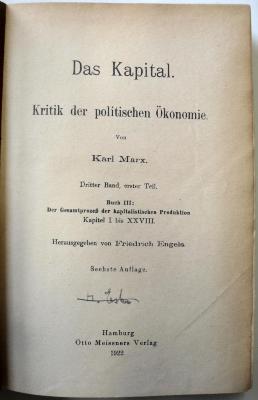 Das Kapital.
Kritik der politischen Ökonomie.
Von
Karl Marx.
Dritter Band, erster Teil.
Buch III:
Der Gesamtprozeß der kapitalistischen Produktion
Kapitel I bis XXVIII.
Herausgegeben von Friedrich Engels.
Sechste Auflage.
Hamburg
Otto Meissners Verlag
1922